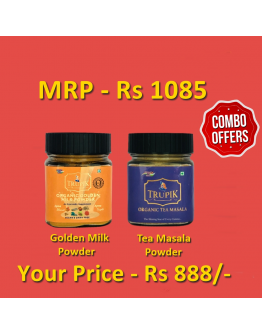 MRP - Rs 1085
COMBO
OFFERS
TRUPIK
TRUPIK
ORGANIC TEA MASALA
Golden Milk
Powder
Tea Masala
Powder
Your Price - Rs 888/-